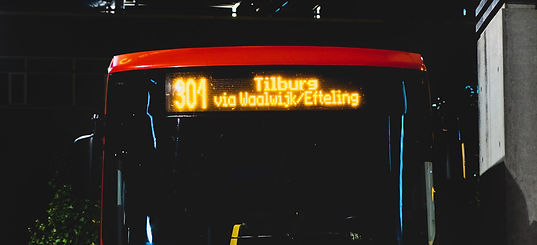 301 Tilburg
via Waalwijk/Efteling